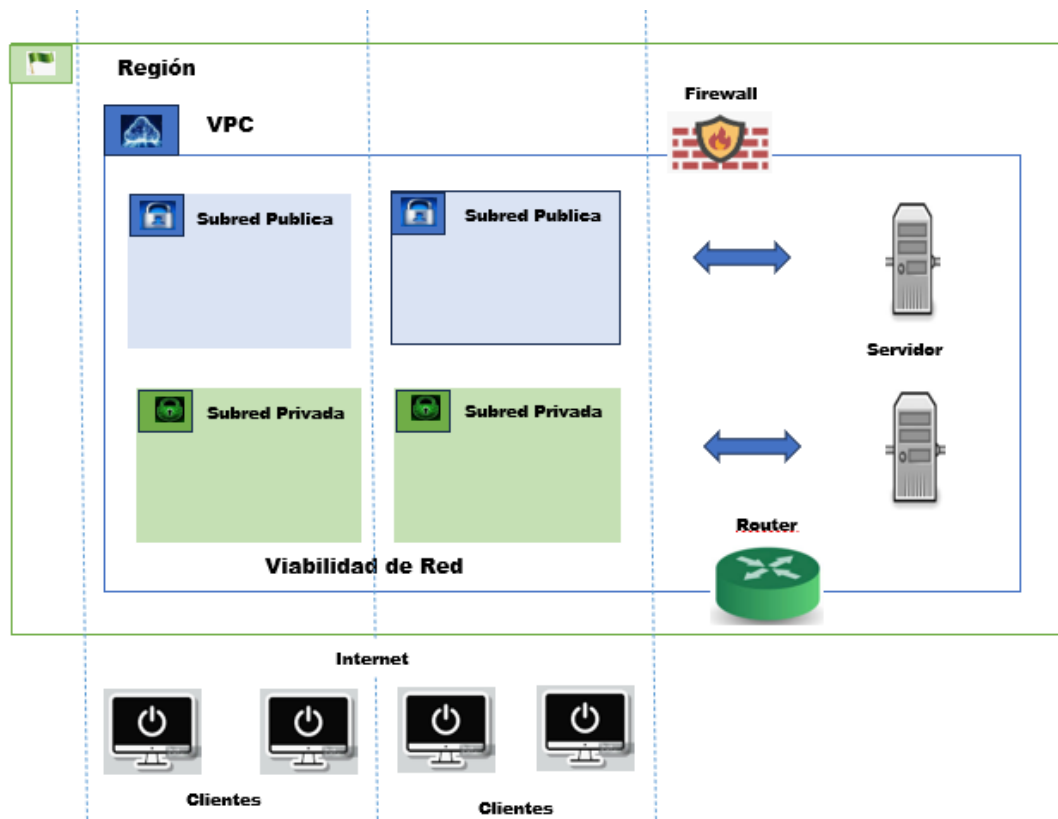 Región
Firewall
VPC
Subred Publica
Subred Publica
Servidor
Subred Privada
Subred Privada
Router
Viabilidad de Red
Internet
Clientes
Clientes